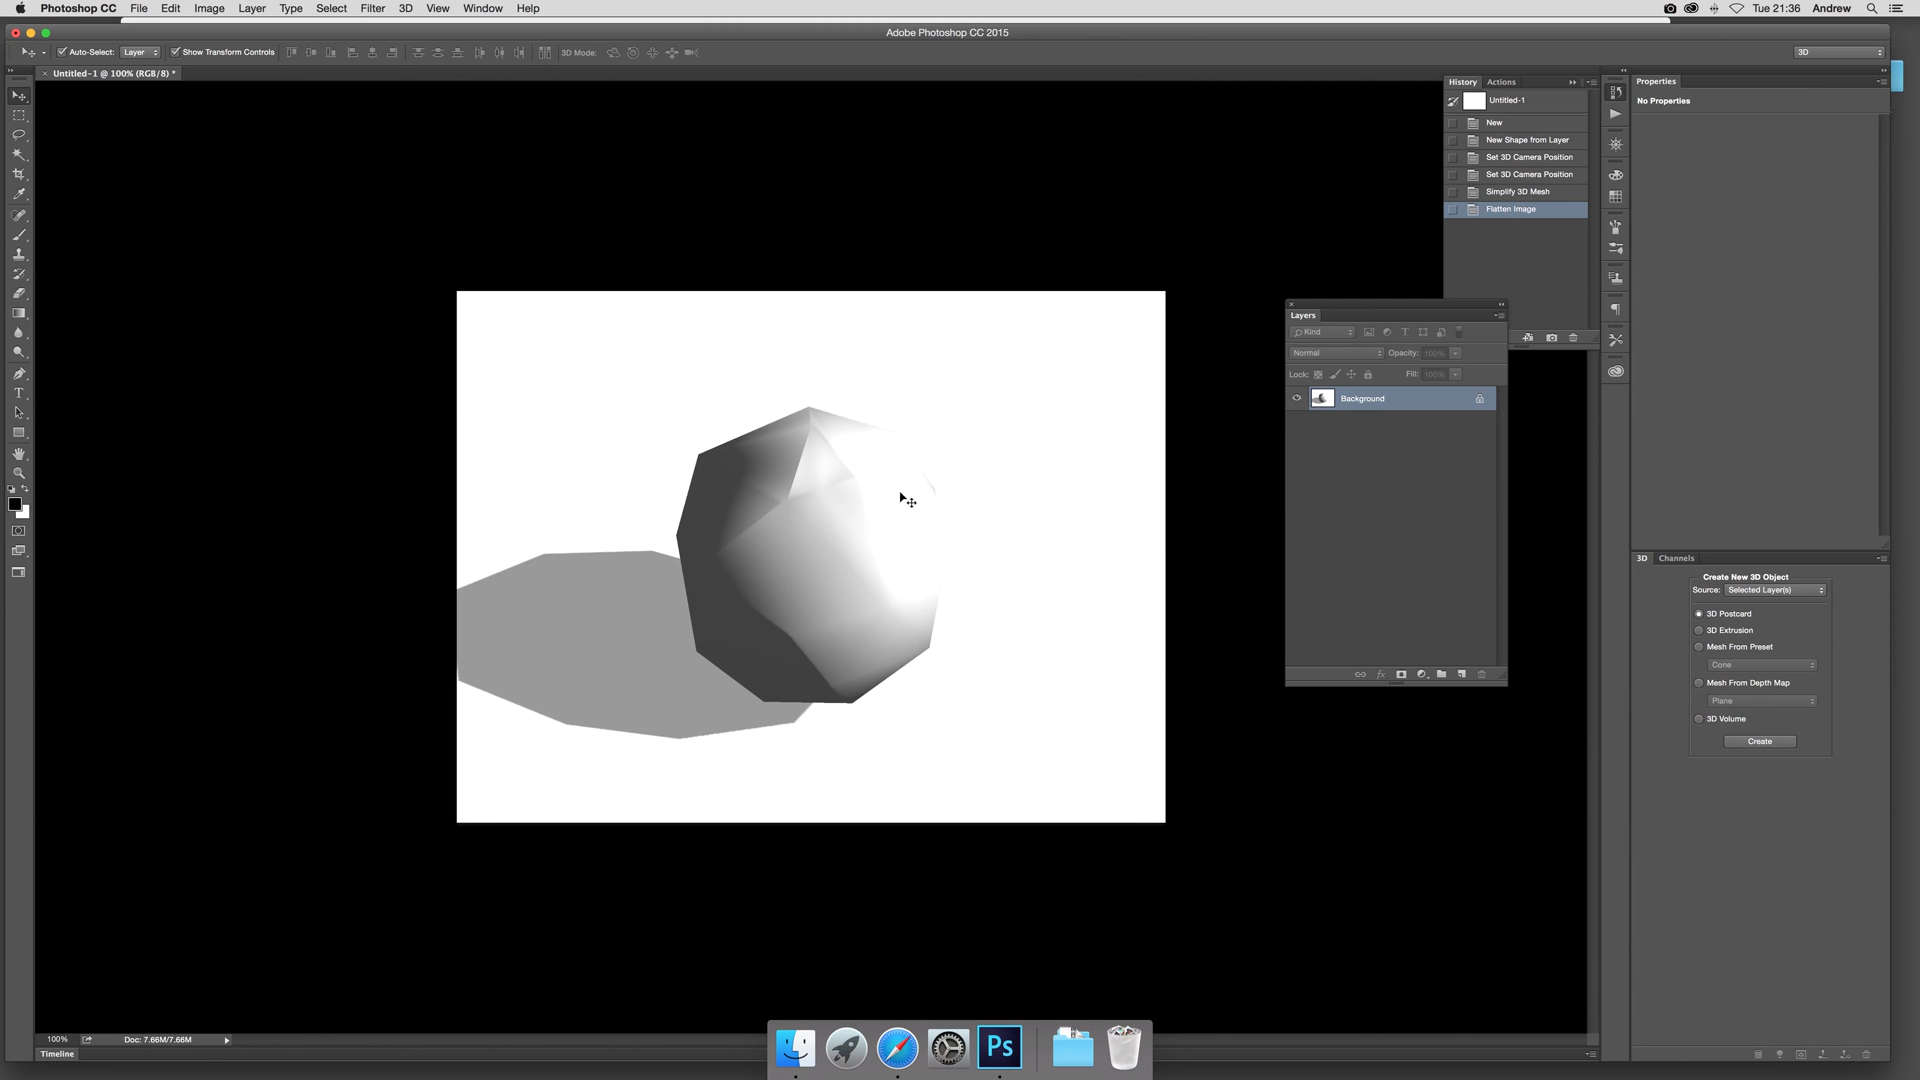 Photoshop CC File Edit Image Layer Type Select Filter 3D View Window Help Tue 21:36 Andrew
Adobe Photoshop CC 2015
Auto-Select: Layer Show Transform Controls 3D Mode: 3D
Untitled-1 @ 100% (RGB/8) *
History Actions
Untitled-1
New
New Shape from Layer
Set 3D Camera Position
Set 3D Camera Position
Simplify 3D Mesh
Flatten Image
Properties
No Properties
Layers
Kind
Normal Opacity: 100%
Lock: Fill: 100%
Background
3D Channels
Create New 3D Object
Source: Selected Layer(s)
3D Postcard
3D Extrusion
Mesh From Preset
Cone
Mesh From Depth Map
Plane
3D Volume
Create
100% Doc: 7.66M/7.66M
Timeline
Ps